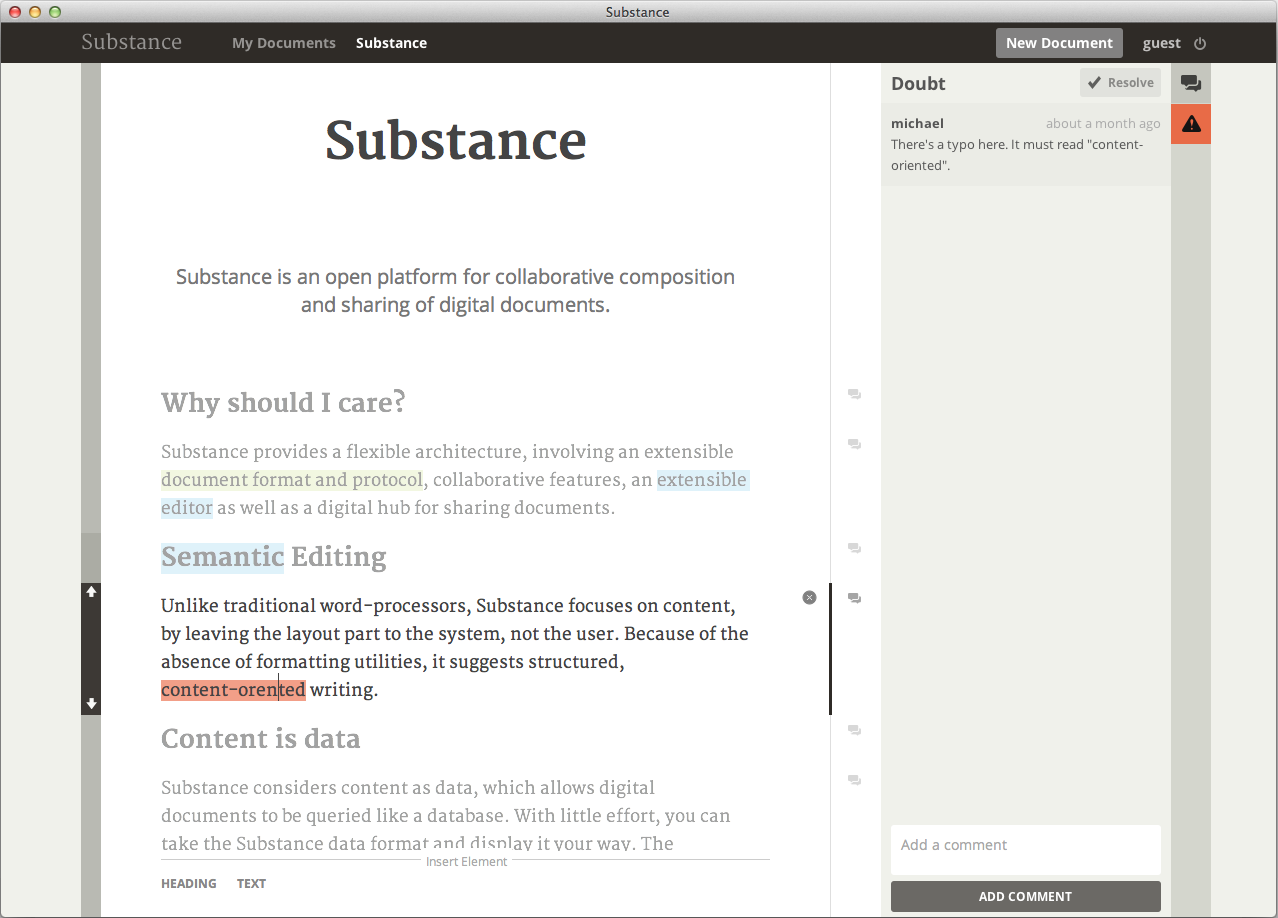 Substance
Substance My Documents Substance New Document guest
Substance
Substance is an open platform for collaborative composition
and sharing of digital documents.
Why should I care?
Substance provides a flexible architecture, involving an extensible
document format and protocol, collaborative features, an extensible
editor as well as a digital hub for sharing documents.
Semantic Editing
Unlike traditional word-processors, Substance focuses on content,
by leaving the layout part to the system, not the user. Because of the
absence of formatting utilities, it suggests structured,
content-orented writing.
Content is data
Substance considers content as data, which allows digital
documents to be queried like a database. With little effort, you can
take the Substance data format and display it your way. The
Insert Element
HEADING TEXT
Doubt Resolve
michael about a month ago
There's a typo here. It must read "content-
oriented".
Add a comment
ADD COMMENT